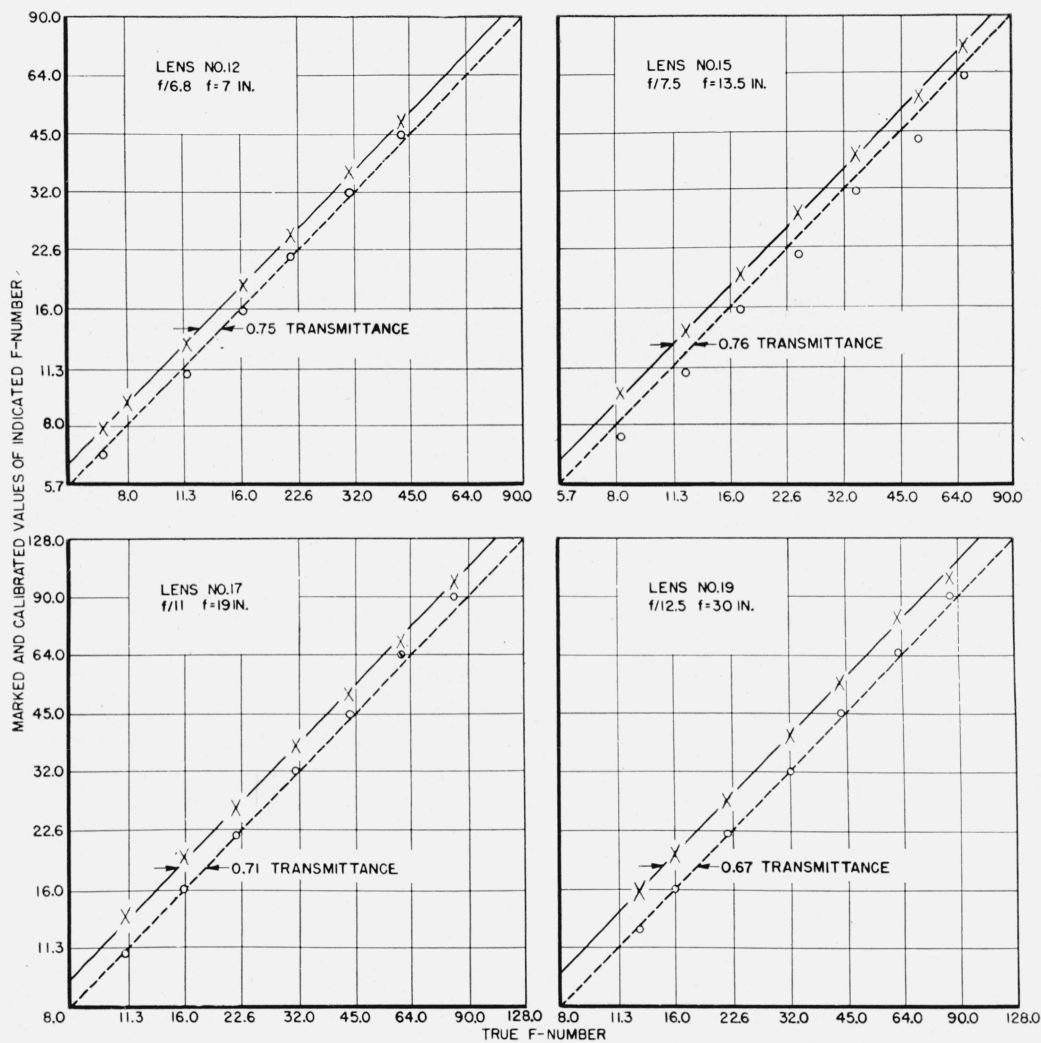 MARKED AND CALIBRATED VALUES OF INDICATED F-NUMBER
90.0
64.0
45.0
32.0
22.6
16.0
11.3
8.0
5.7
LENS NO.12
f/6.8 f=7 IN.
0.75 TRANSMITTANCE
8.0 11.3 16.0 22.6 32.0 45.0 64.0 90.0
LENS NO.15
f/7.5 f=13.5 IN.
0.76 TRANSMITTANCE
5.7 8.0 11.3 16.0 22.6 32.0 45.0 64.0 90.0
128.0
90.0
64.0
45.0
32.0
22.6
16.0
11.3
8.0
LENS NO.17
f/11 f=19IN.
0.71 TRANSMITTANCE
11.3 16.0 22.6 32.0 45.0 64.0 90.0 128.0
LENS NO.19
f/12.5 f=30 IN.
0.67 TRANSMITTANCE
8.0 11.3 16.0 22.6 32.0 45.0 64.0 90.0 128.0
TRUE F-NUMBER